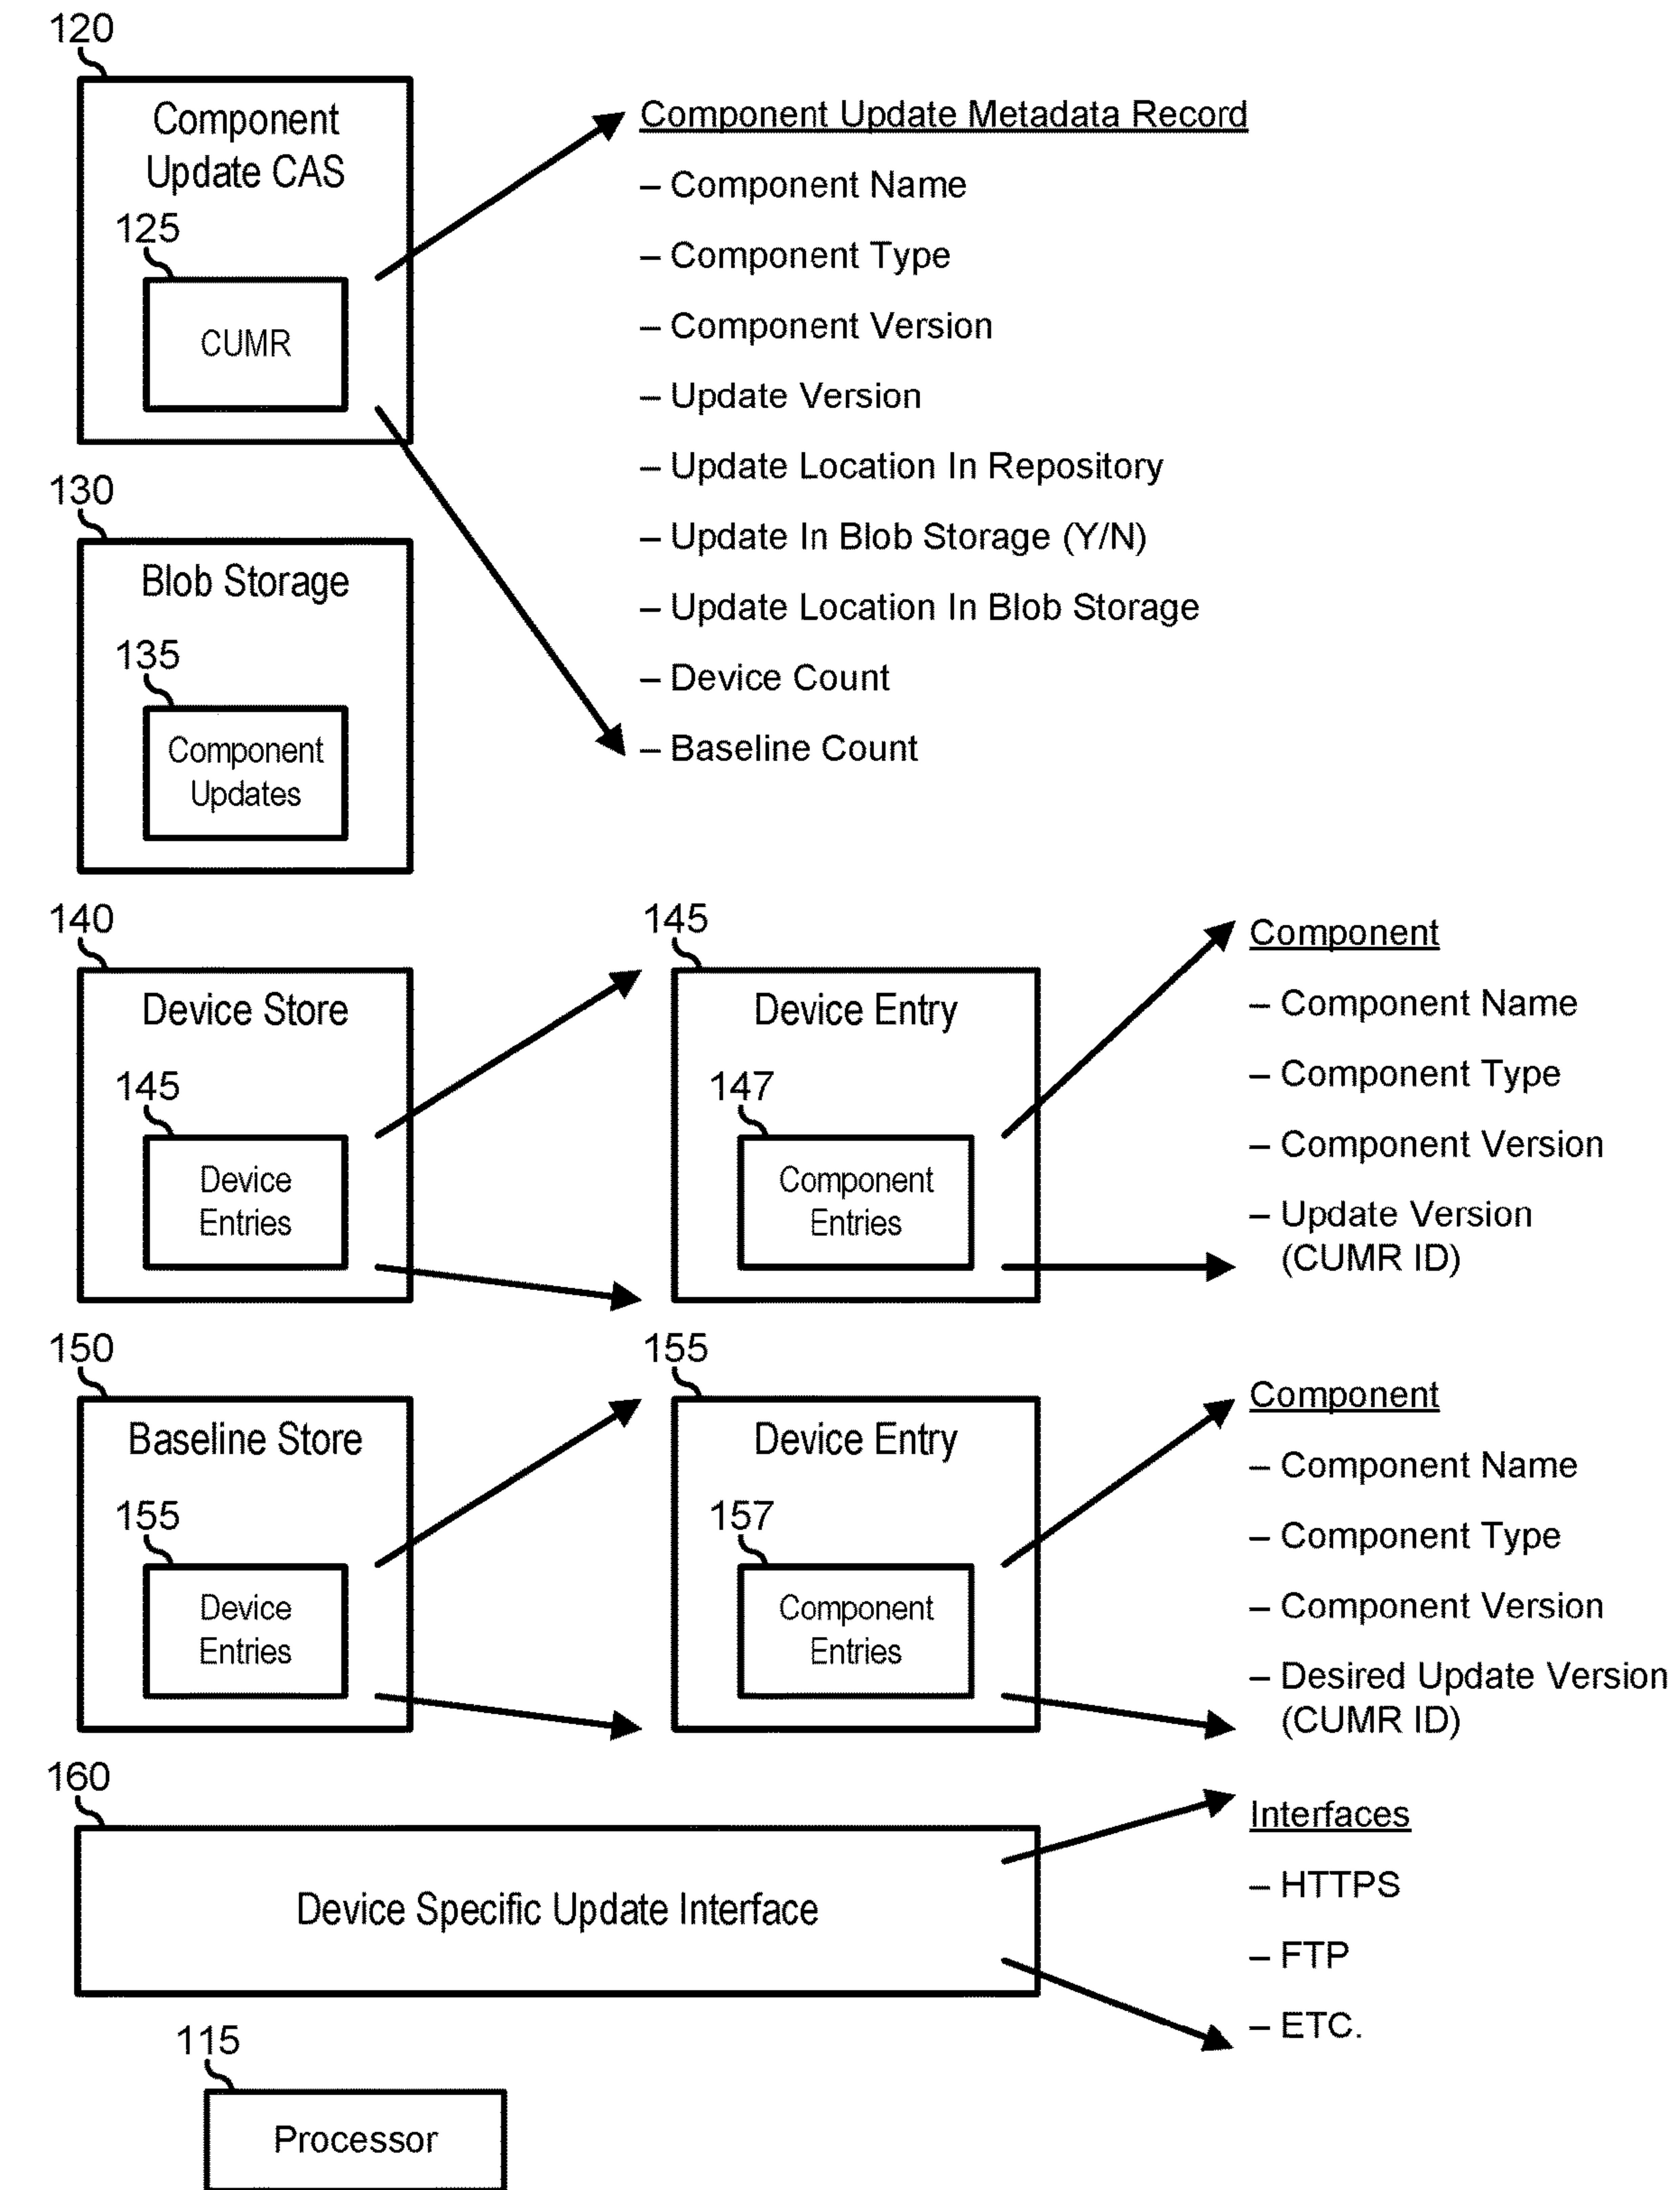 120
Component
Update CAS
125
CUMR
Component Update Metadata Record
– Component Name
– Component Type
– Component Version
– Update Version
– Update Location In Repository
– Update In Blob Storage (Y/N)
– Update Location In Blob Storage
– Device Count
– Baseline Count
130
Blob Storage
135
Component
Updates
140
Device Store
145
Device
Entries
145
Device Entry
147
Component
Entries
Component
– Component Name
– Component Type
– Component Version
– Update Version
(CUMR ID)
150
Baseline Store
155
Device
Entries
155
Device Entry
157
Component
Entries
Component
– Component Name
– Component Type
– Component Version
– Desired Update Version
(CUMR ID)
160
Device Specific Update Interface
Interfaces
– HTTPS
– FTP
– ETC.
115
Processor